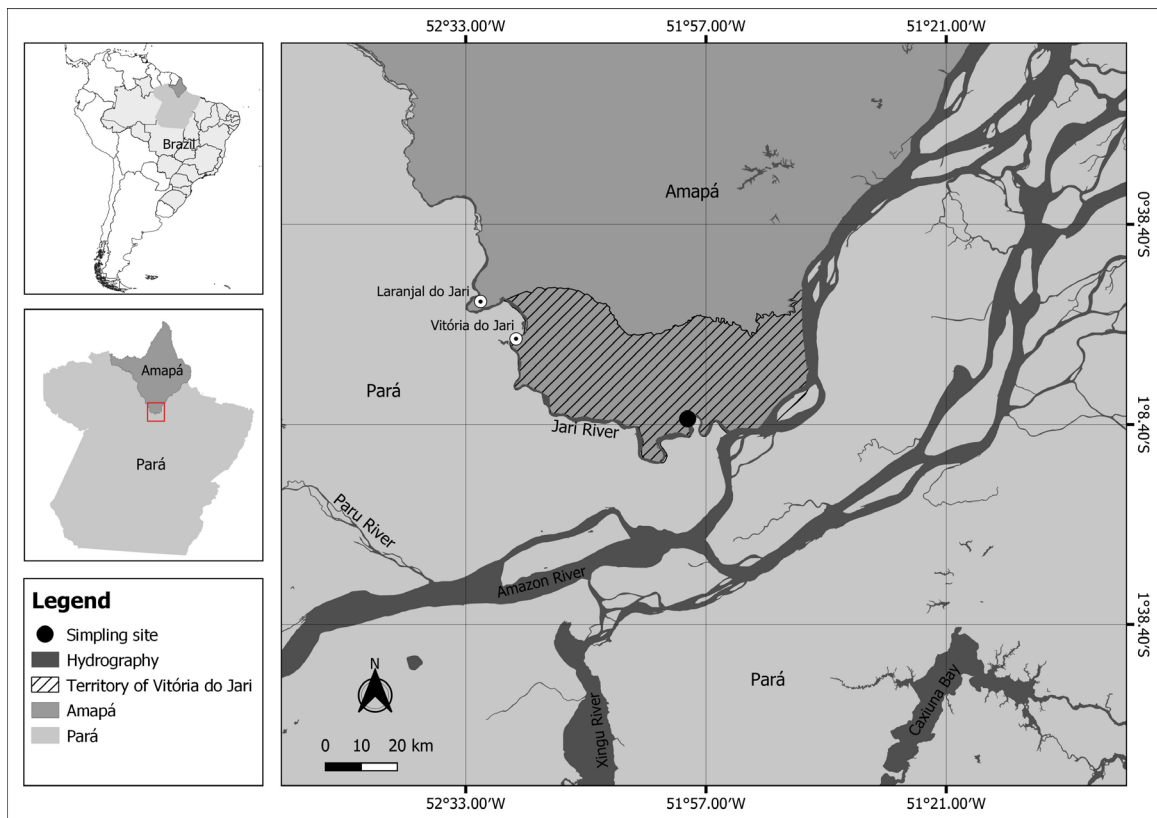 52°33.00'W
51°57.00'W
51°21.00'W
Brazil
Amapá
Pará
Legend
Simpling site
Hydrography
Territory of Vitória do Jari
Amapá
Pará
Amapá
0°38.40'S
Laranjal do Jari
Vitória do Jari
Pará
Jari River
1°8.40'S
Paru River
Amazon River
1°38.40'S
N
Pará
Xingu River
Caxiuna Bay
0 10 20 km
52°33.00'W
51°57.00'W
51°21.00'W